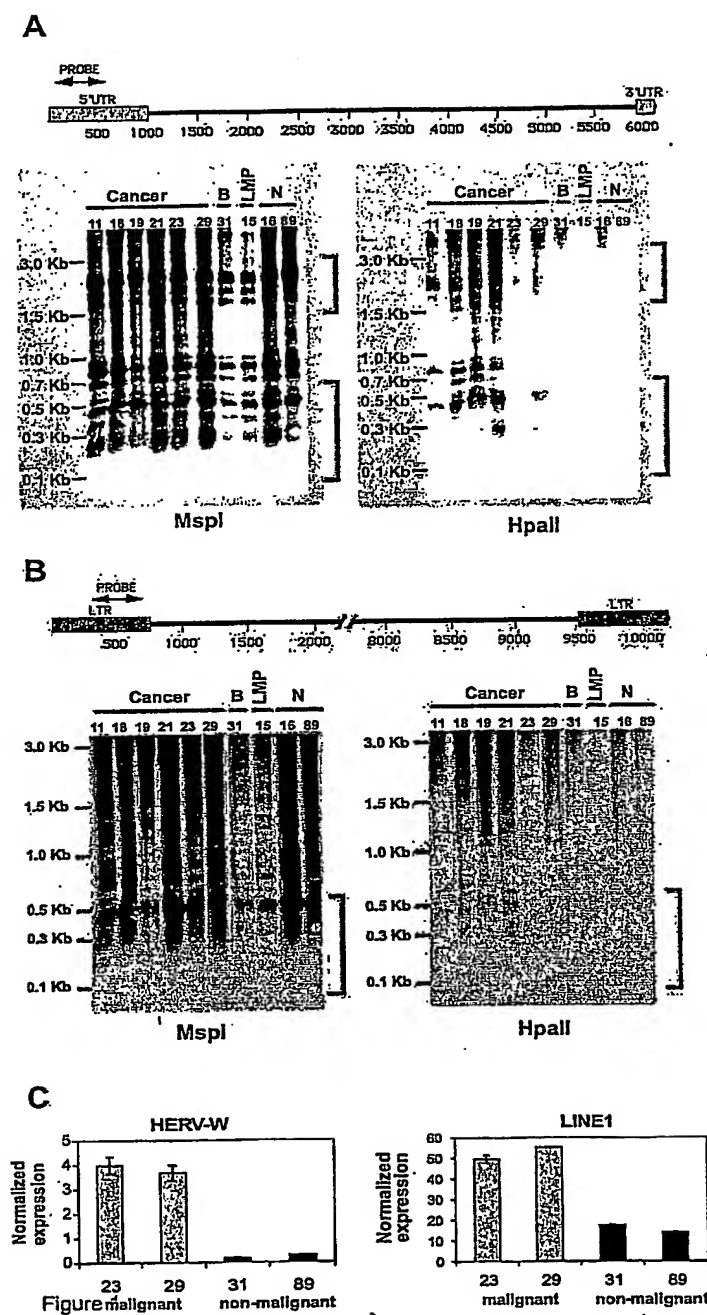 A
PROBE
5'UTR
3'UTR
500 1000 1500 2000 2500 3000 3500 4000 4500 5000 5500 6000
Cancer B LMP N
11 18 19 21 23 29 31 15 16 89
3.0 Kb
1.5 Kb
1.0 Kb
0.7 Kb
0.5 Kb
0.3 Kb
0.1 Kb
MspI
Cancer B LMP N
11 18 19 21 23 29 31 15 16 89
3.0 Kb
1.5 Kb
1.0 Kb
0.7 Kb
0.5 Kb
0.3 Kb
0.1 Kb
HpaII
B
PROBE
LTR
LTR
500 1000 1500 2000 8000 8500 9000 9500 10000
Cancer B LMP N
11 18 19 21 23 29 31 15 16 89
3.0 Kb
1.5 Kb
1.0 Kb
0.5 Kb
0.3 Kb
0.1 Kb
MspI
Cancer B LMP N
11 18 19 21 23 29 31 15 16 89
3.0 Kb
1.5 Kb
1.0 Kb
0.5 Kb
0.3 Kb
0.1 Kb
HpaII
C
HERV-W
Normalized
expression
5
4
3
2
1
0
23 29 31 89
Figure malignant non-malignant
LINE1
Normalized
expression
60
50
40
30
20
10
0
23 29 31 89
malignant non-malignant